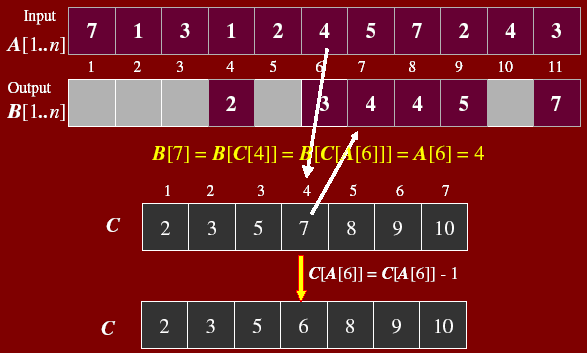 Input
A[1..n]
7 1 3 1 2 4 5 7 2 4 3
1 2 3 4 5 6 7 8 9 10 11
Output
B[1..n]
2 3 4 4 5 7
B[7] = B[C[4]] = B[C[A[6]]] = A[6] = 4
1 2 3 4 5 6 7
C
2 3 5 7 8 9 10
C[A[6]] = C[A[6]] - 1
C
2 3 5 6 8 9 10